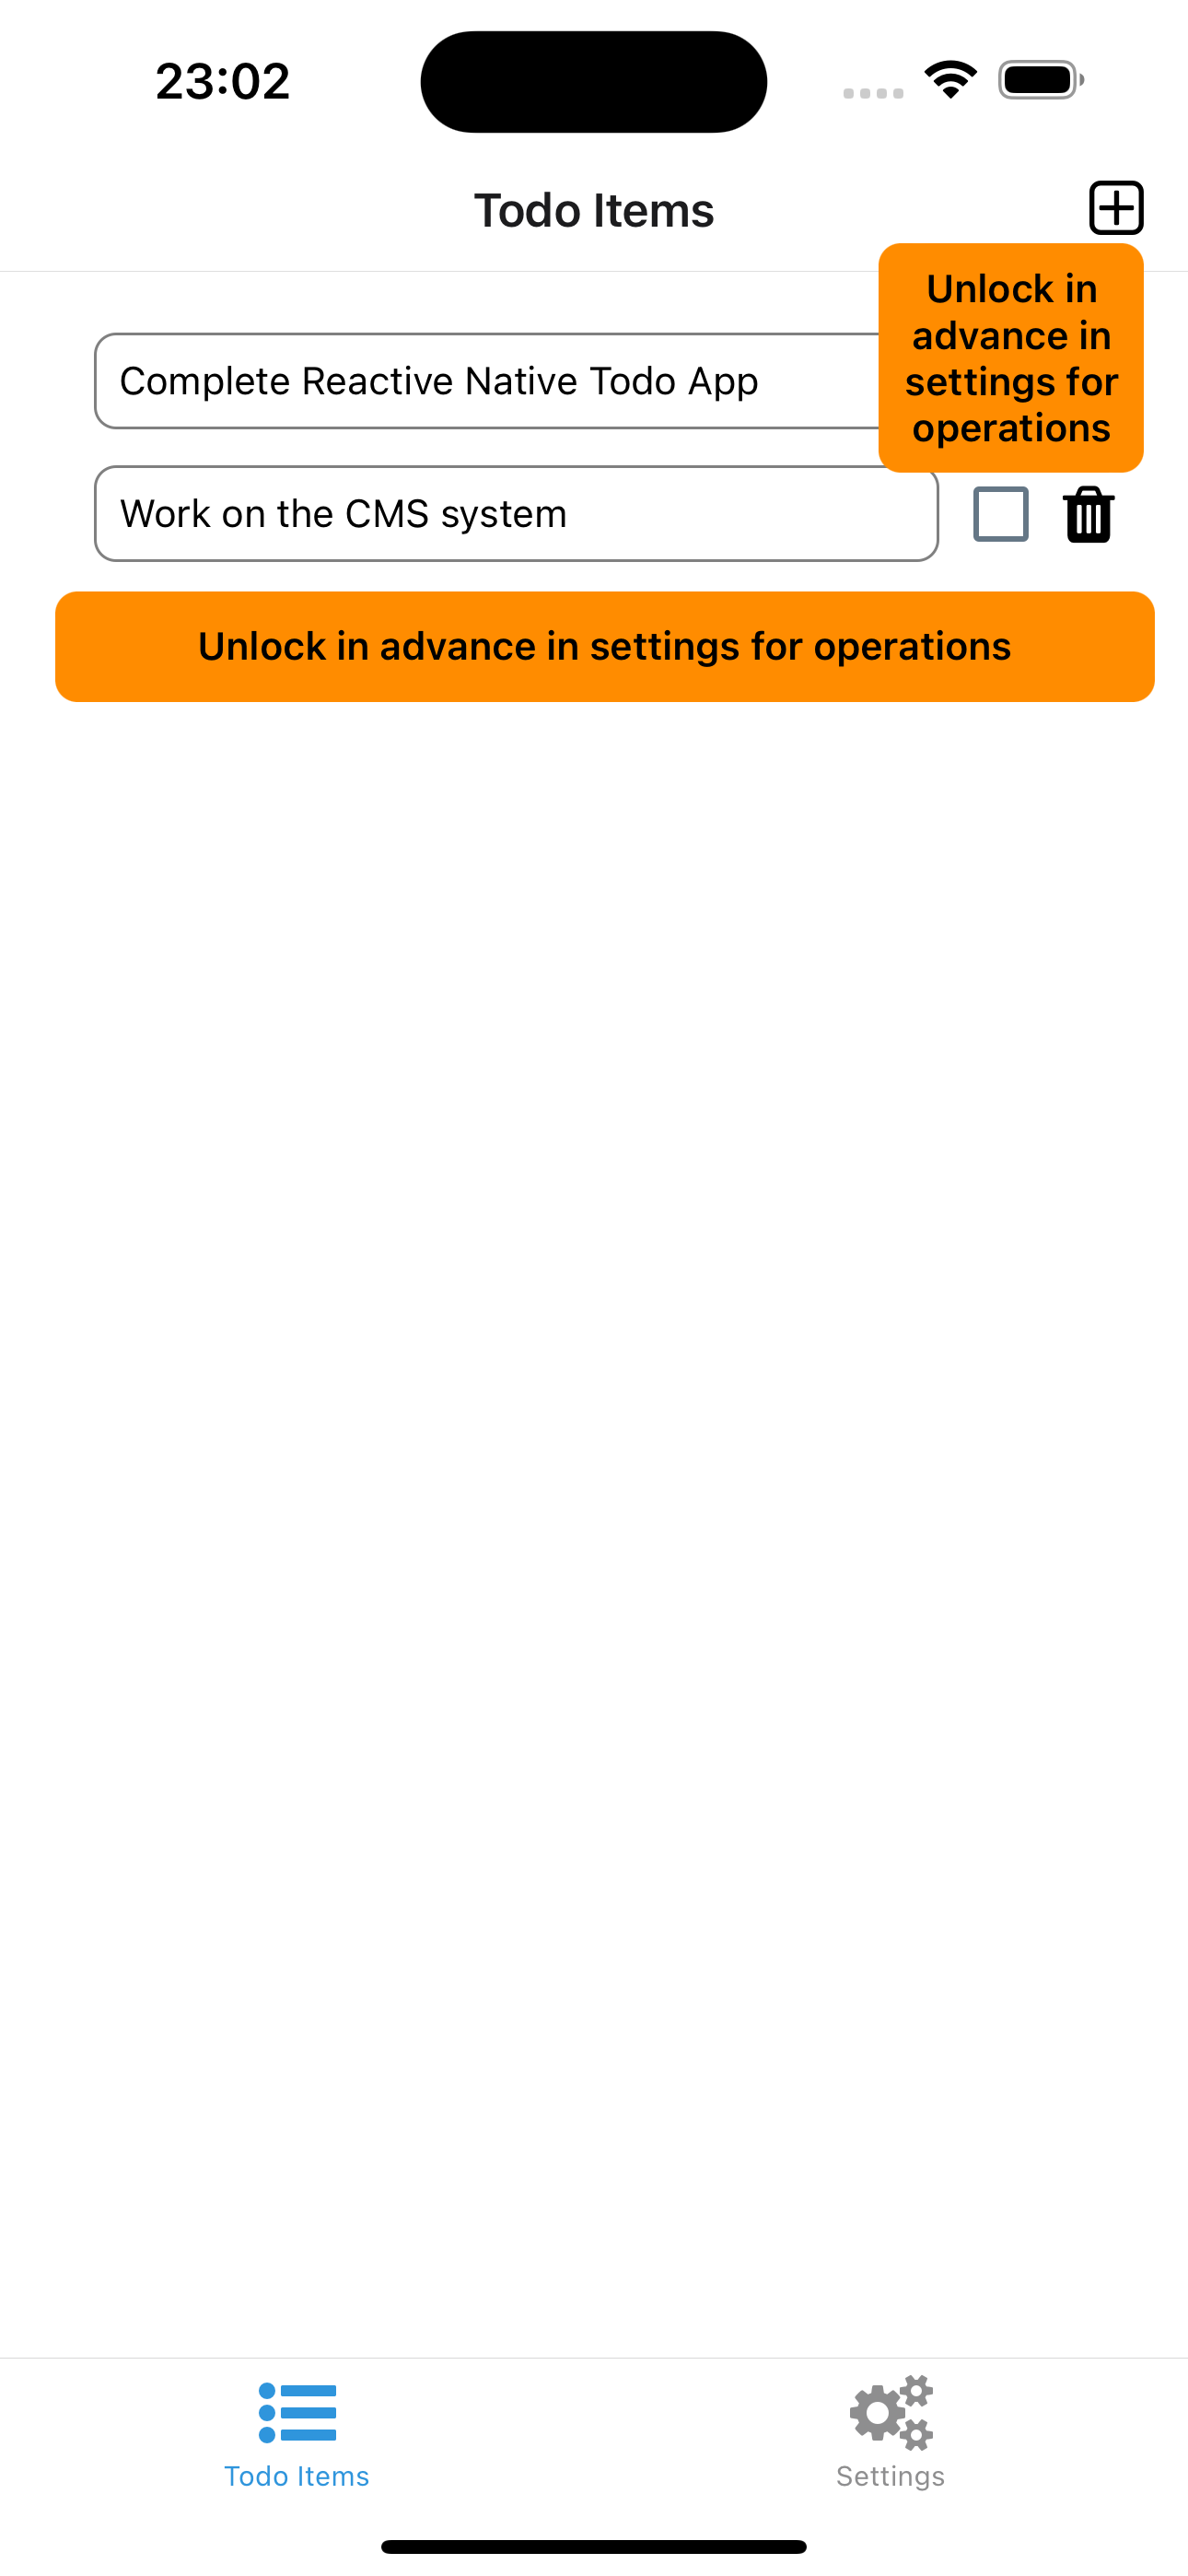 23:02
Todo Items
Unlock in
advance in
settings for
operations
Complete Reactive Native Todo App
Work on the CMS system
Unlock in advance in settings for operations
Todo Items
Settings